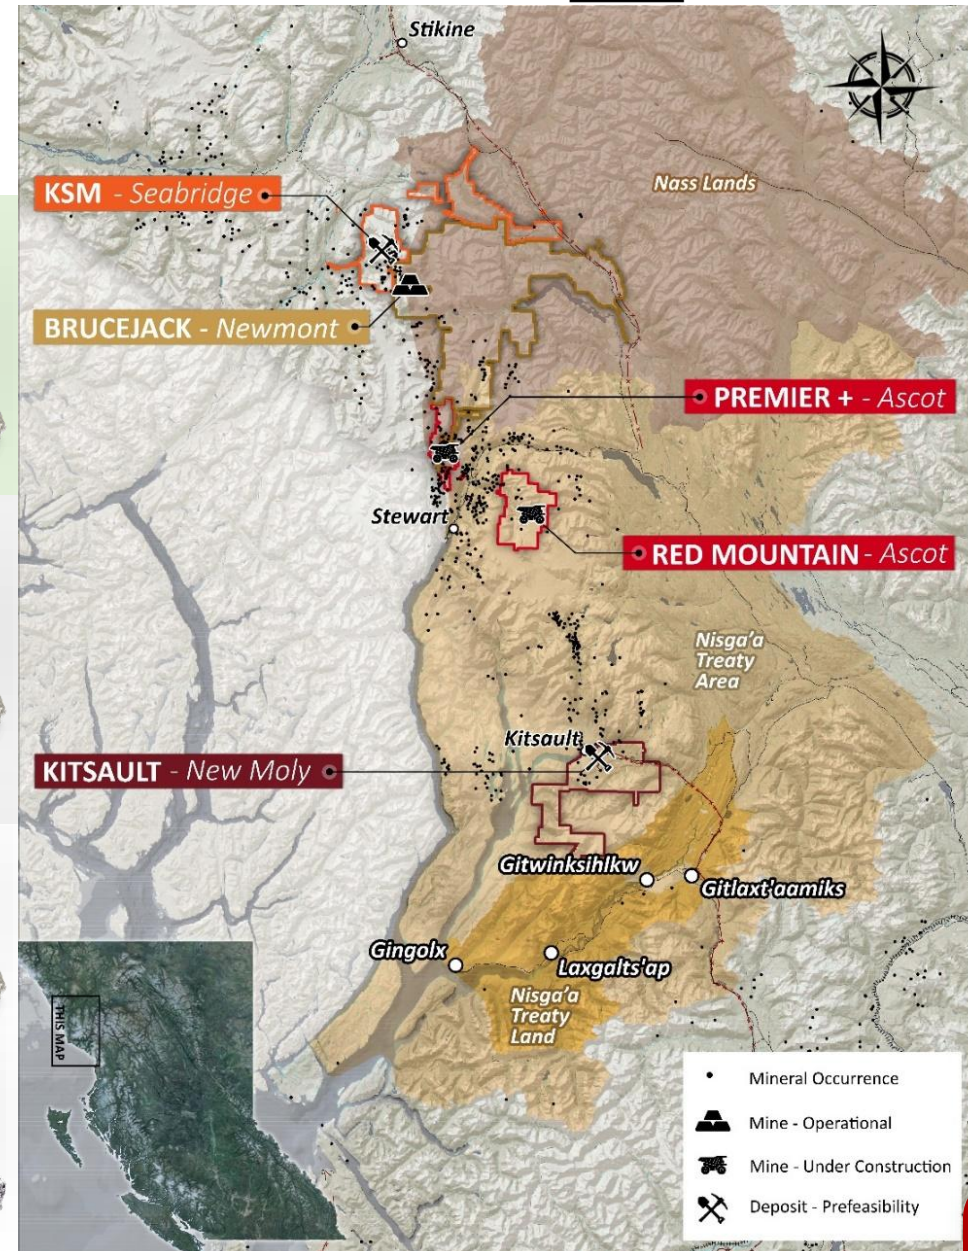 Stikine
Nass Lands
KSM - Seabridge
BRUCEJACK - Newmont
PREMIER + - Ascot
Stewart
RED MOUNTAIN - Ascot
Nisga'a
Treaty
Area
Kitsault
KITSAULT - New Moly
Gitwinksihlkw
Gitlaxt'aamiks
Gingolx
Laxgalts'ap
Nisga'a
Treaty
Land
THIS MAP
Mineral Occurrence
Mine - Operational
Mine - Under Construction
Deposit - Prefeasibility